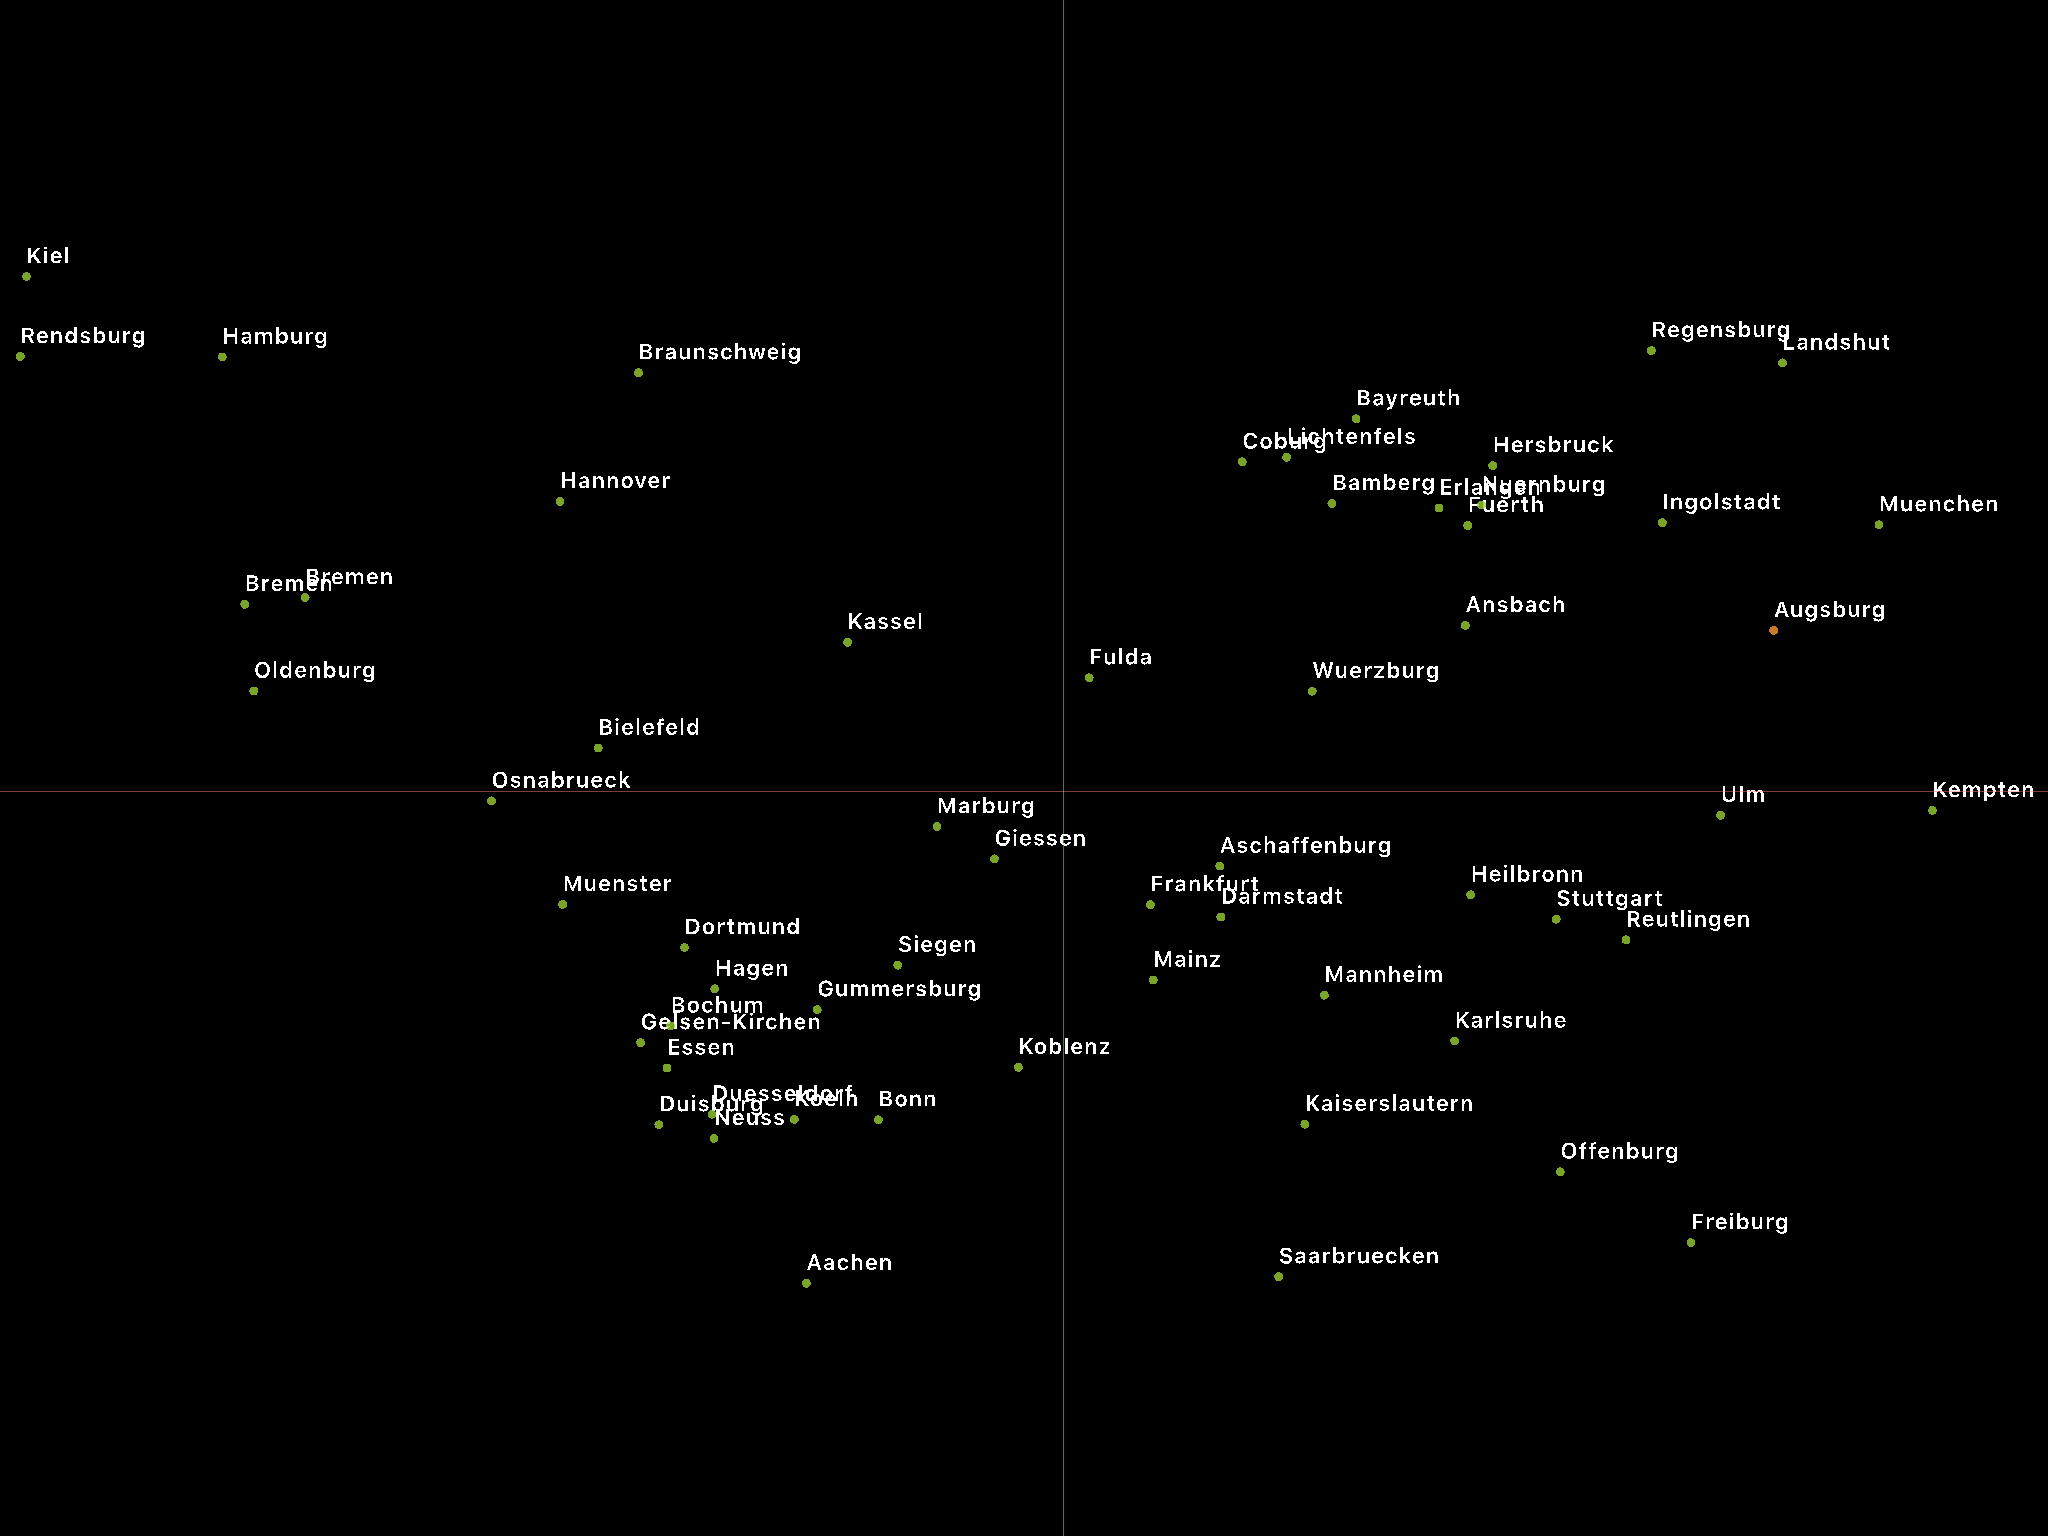 Kiel
Regensburg
Rendsburg
Hamburg
Landshut
Braunschweig
Bayreuth
Lichtenfels
Coburg
Hersbruck
Hannover
Bamberg
Nuernburg
Erlangen
Ingolstadt
Muenchen
Fuerth
Bremen
Bremen
Ansbach
Augsburg
Kassel
Fulda
Oldenburg
Wuerzburg
Bielefeld
Osnabrueck
Kempten
Ulm
Marburg
Giessen
Aschaffenburg
Heilbronn
Muenster
Frankfurt
Darmstadt
Stuttgart
Reutlingen
Dortmund
Siegen
Mainz
Hagen
Mannheim
Gummersburg
Bochum
Karlsruhe
Gelsen-Kirchen
Essen
Koblenz
Duesseldorf
Koeln
Bonn
Duisburg
Kaiserslautern
Neuss
Offenburg
Freiburg
Saarbruecken
Aachen